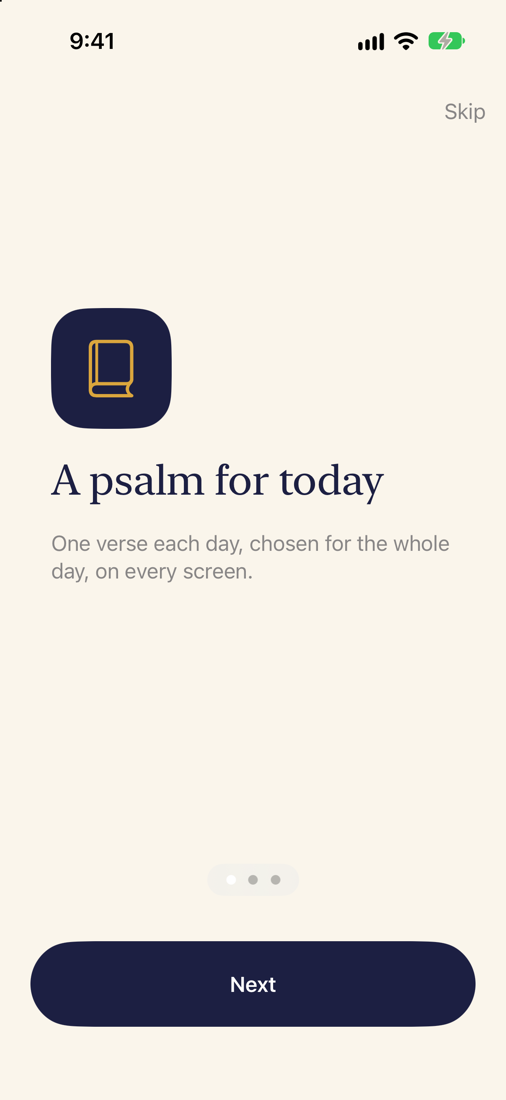 9:41
Skip
A psalm for today
One verse each day, chosen for the whole
day, on every screen.
Next